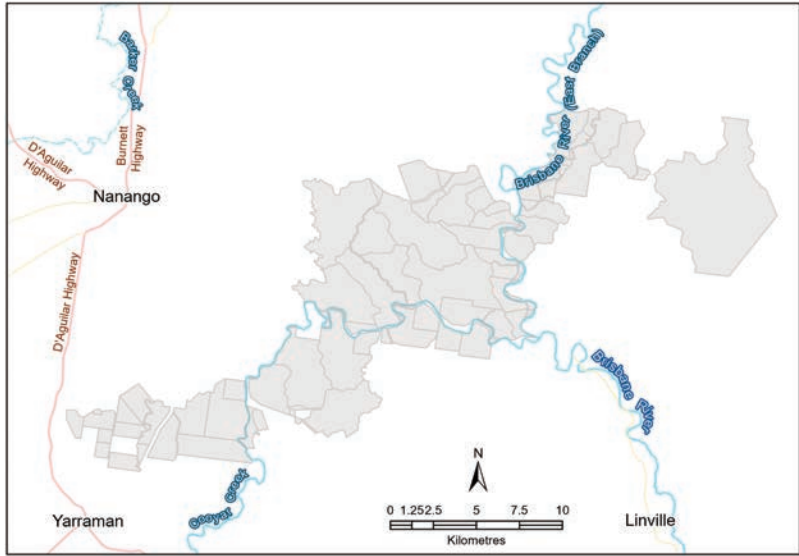 Barker Creek
Brisbane River (East Branch)
D'Aguilar
Highway
Burnett
Highway
Nanango
D'Aguilar Highway
Brisbane River
Cooyar Creek
N
0 1.25 2.5 5 7.5 10
Kilometres
Yarraman
Linville